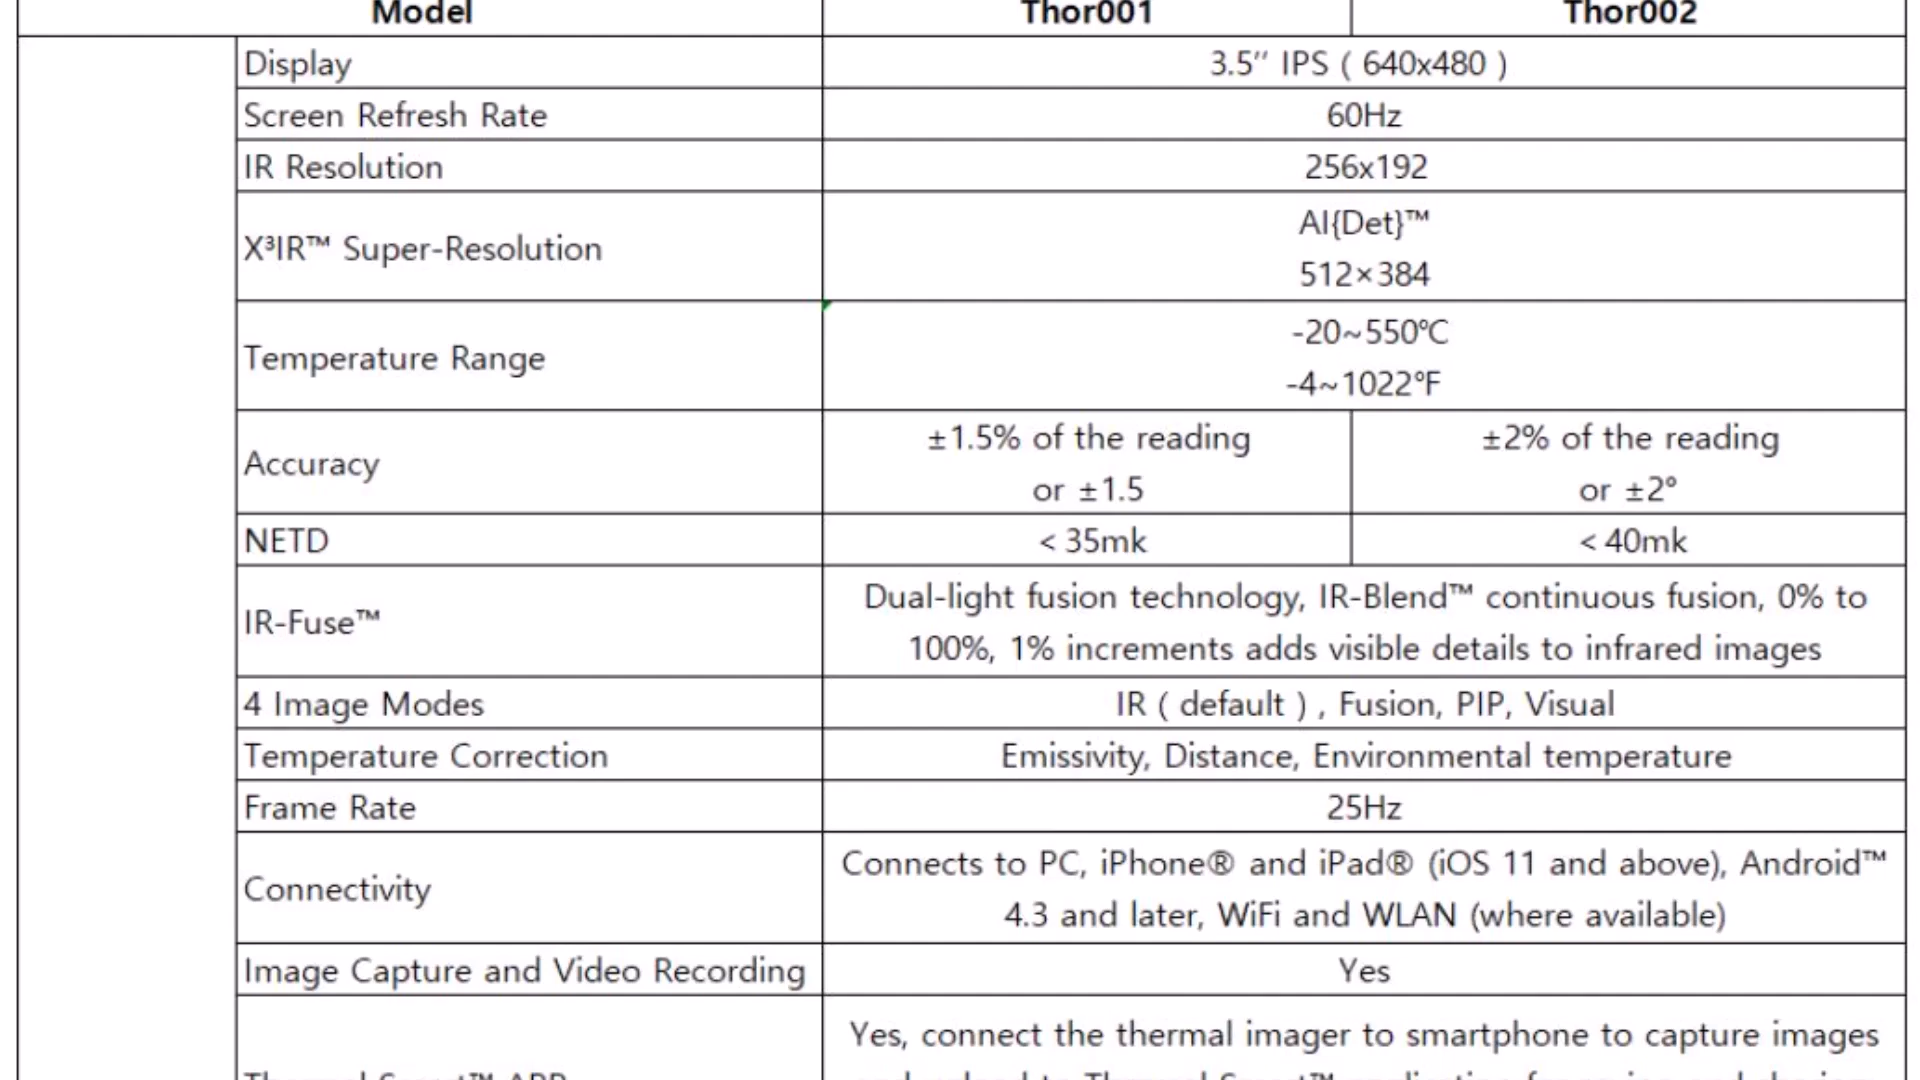 Model Thor001 Thor002
Display 3.5″ IPS ( 640x480 )
Screen Refresh Rate 60Hz
IR Resolution 256x192
X³IR™ Super-Resolution AI{Det}™
512×384
Temperature Range -20~550℃
-4~1022℉
Accuracy ±1.5% of the reading
or ±1.5
±2% of the reading
or ±2°
NETD < 35mk < 40mk
IR-Fuse™ Dual-light fusion technology, IR-Blend™ continuous fusion, 0% to
100%, 1% increments adds visible details to infrared images
4 Image Modes IR ( default ) , Fusion, PIP, Visual
Temperature Correction Emissivity, Distance, Environmental temperature
Frame Rate 25Hz
Connectivity Connects to PC, iPhone® and iPad® (iOS 11 and above), Android™
4.3 and later, WiFi and WLAN (where available)
Image Capture and Video Recording Yes
Yes, connect the thermal imager to smartphone to capture images